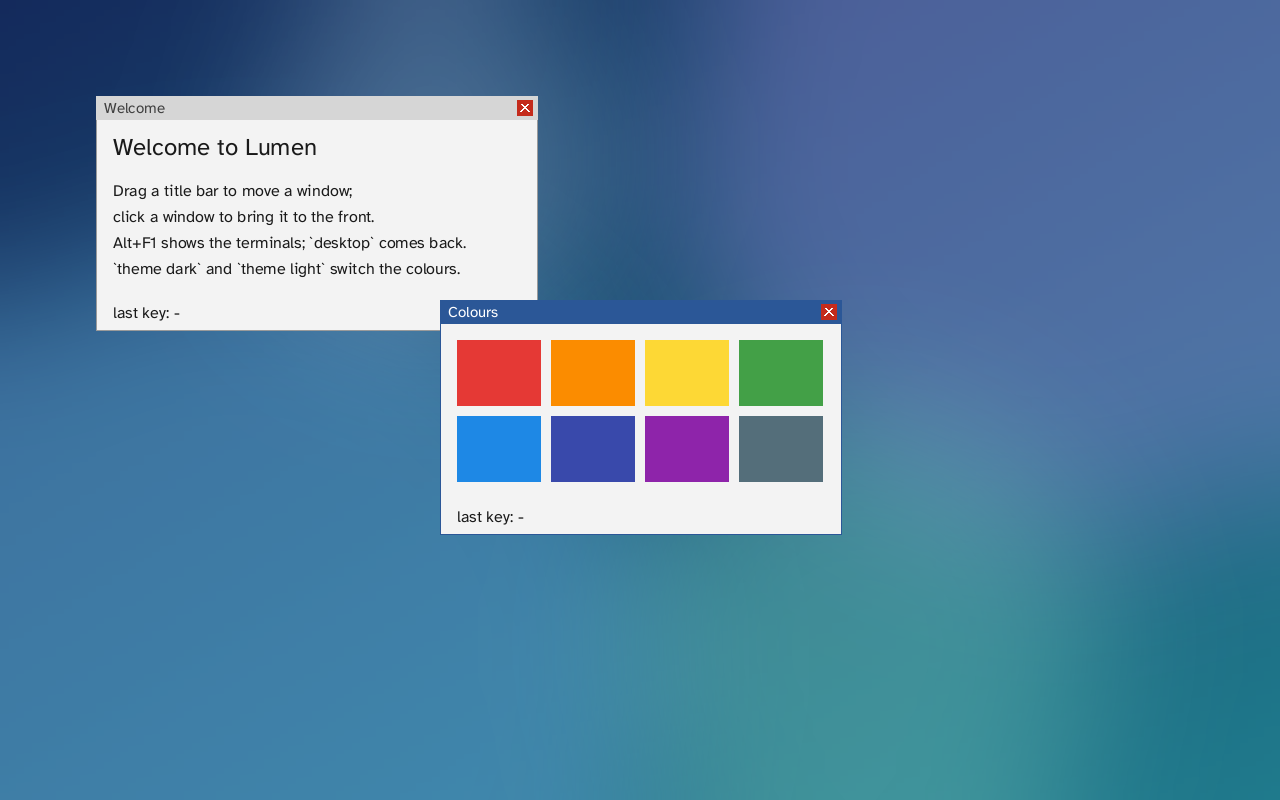 Welcome
Welcome to Lumen
Drag a title bar to move a window;
click a window to bring it to the front.
Alt+F1 shows the terminals; `desktop` comes back.
`theme dark` and `theme light` switch the colours.
last key: -
Colours
last key: -